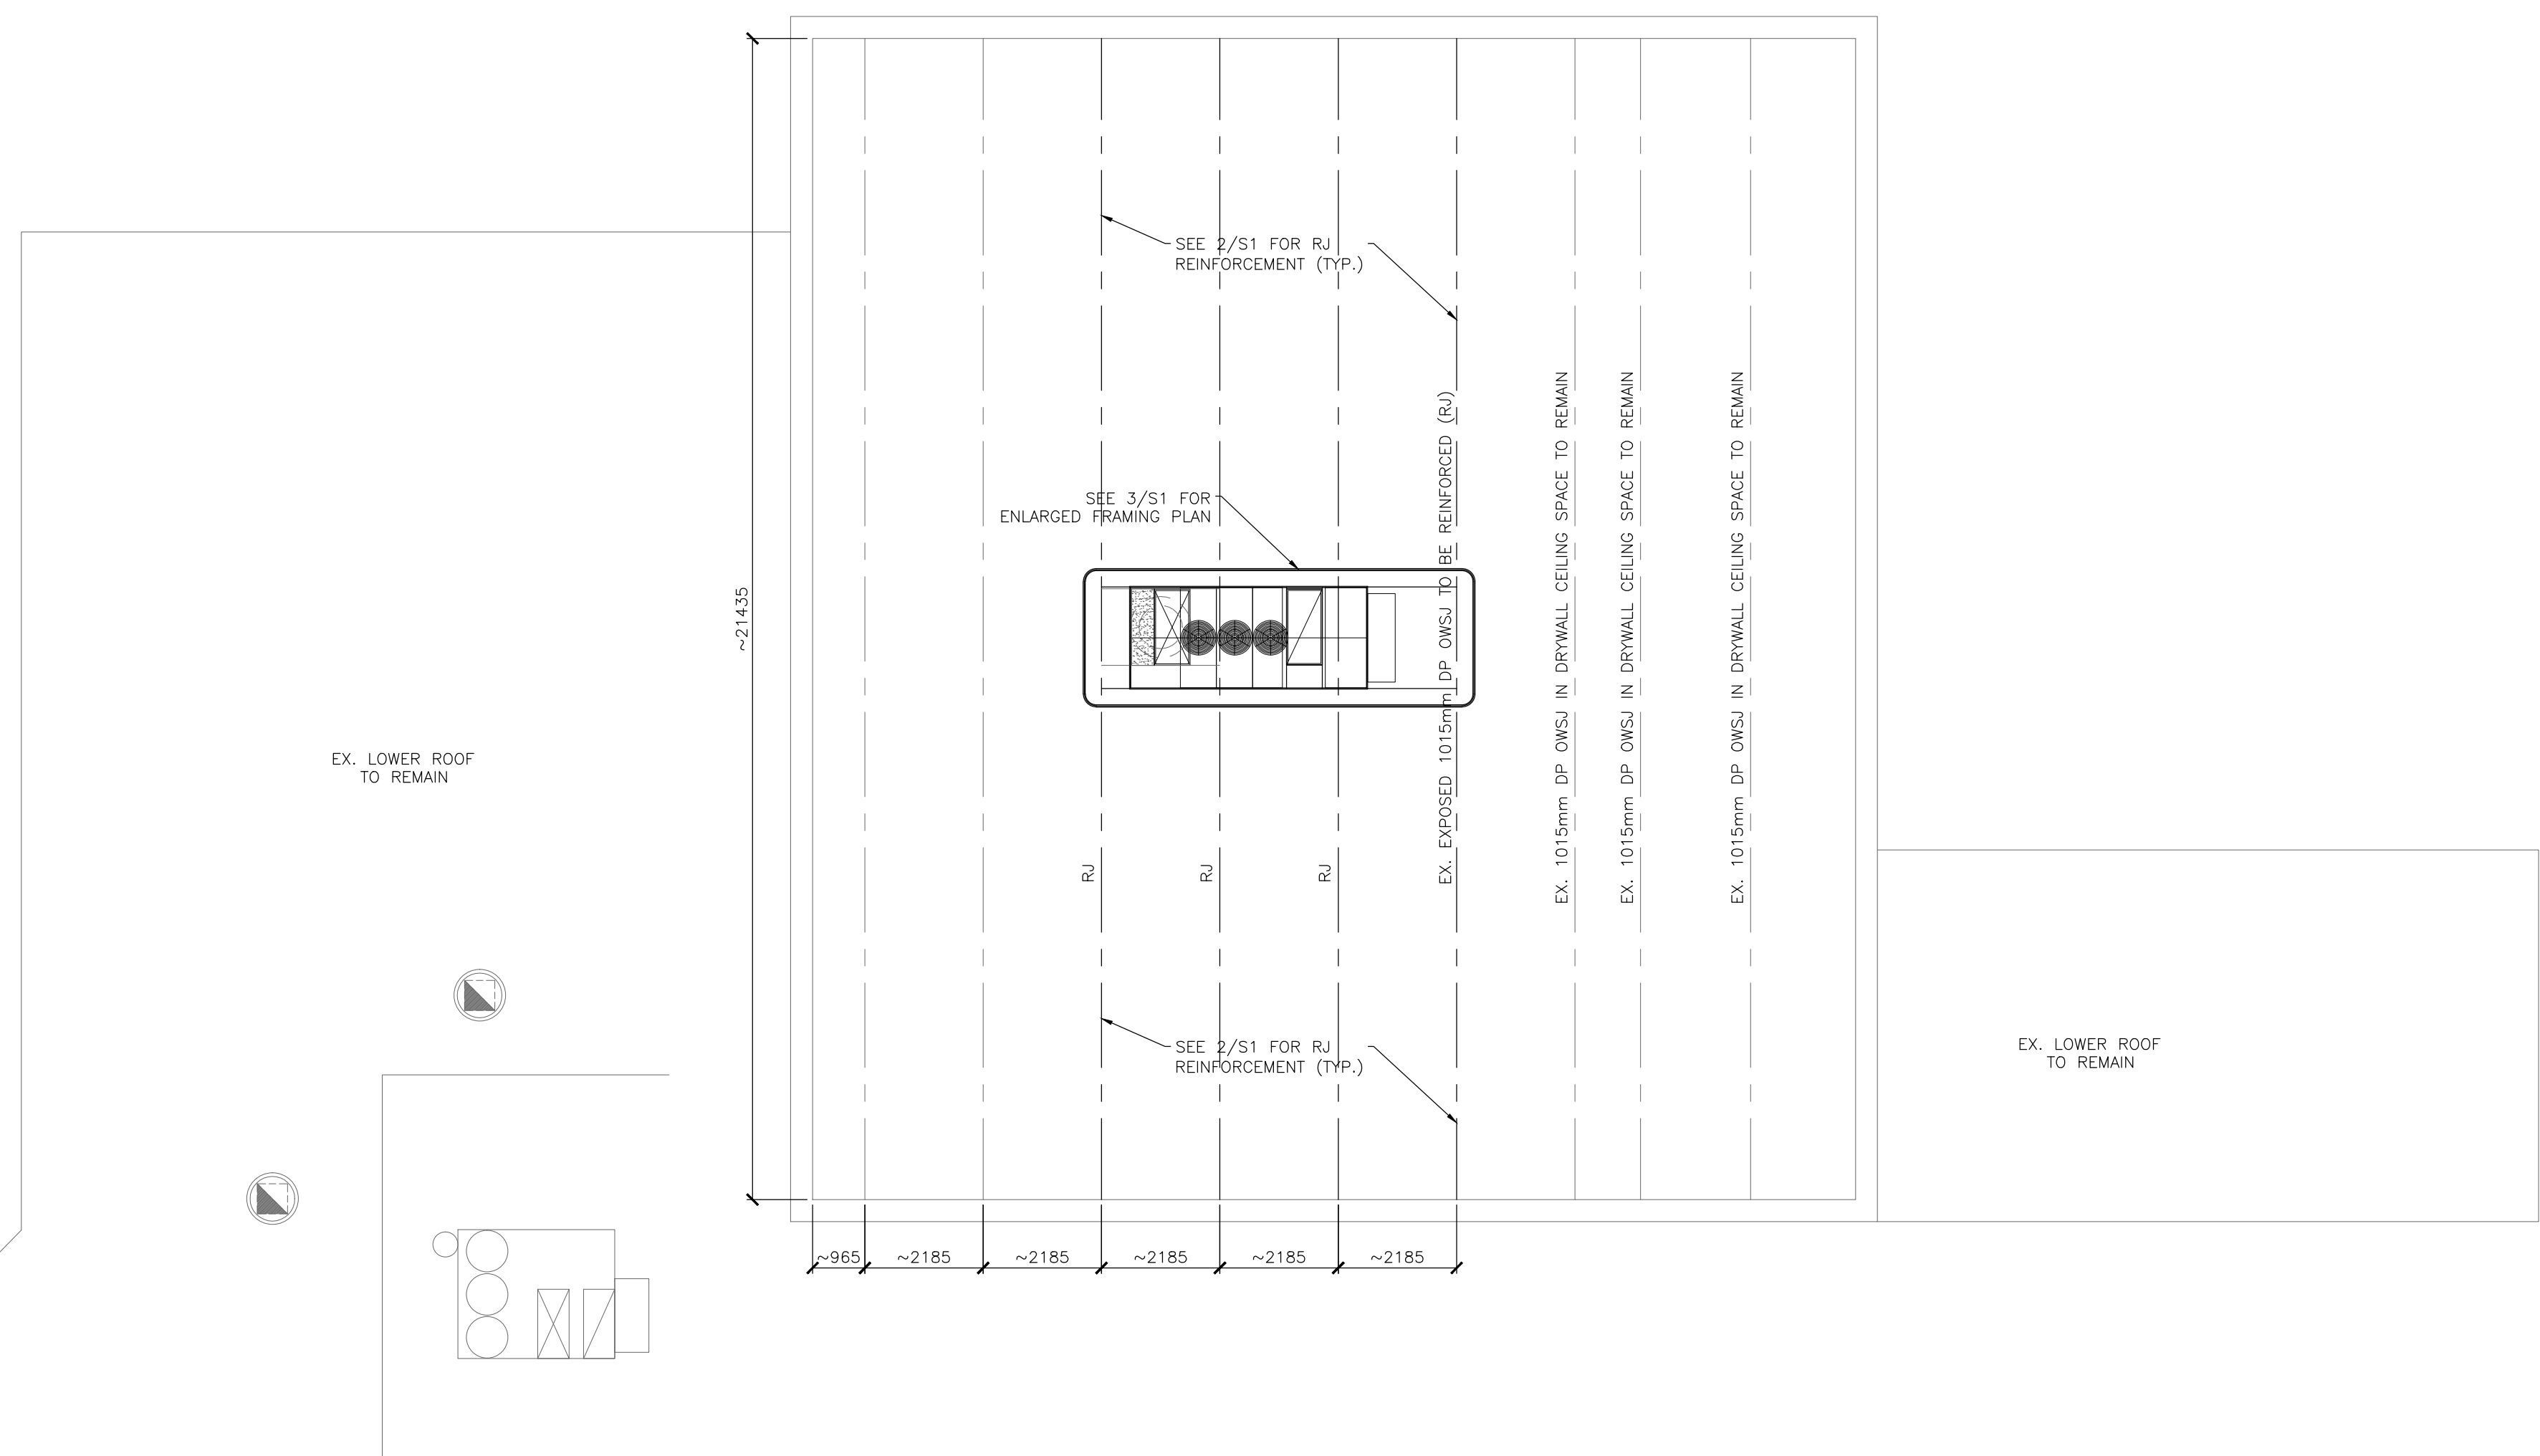 SEE 2/S1 FOR RJ
REINFORCEMENT (TYP.)
SEE 3/S1 FOR
ENLARGED FRAMING PLAN
~21435
EX. EXPOSED 1015mm DP OWSJ TO BE REINFORCED (RJ)
EX. 1015mm DP OWSJ IN DRYWALL CEILING SPACE TO REMAIN
EX. 1015mm DP OWSJ IN DRYWALL CEILING SPACE TO REMAIN
EX. 1015mm DP OWSJ IN DRYWALL CEILING SPACE TO REMAIN
EX. LOWER ROOF
TO REMAIN
RJ
RJ
RJ
SEE 2/S1 FOR RJ
REINFORCEMENT (TYP.)
EX. LOWER ROOF
TO REMAIN
~965
~2185
~2185
~2185
~2185
~2185